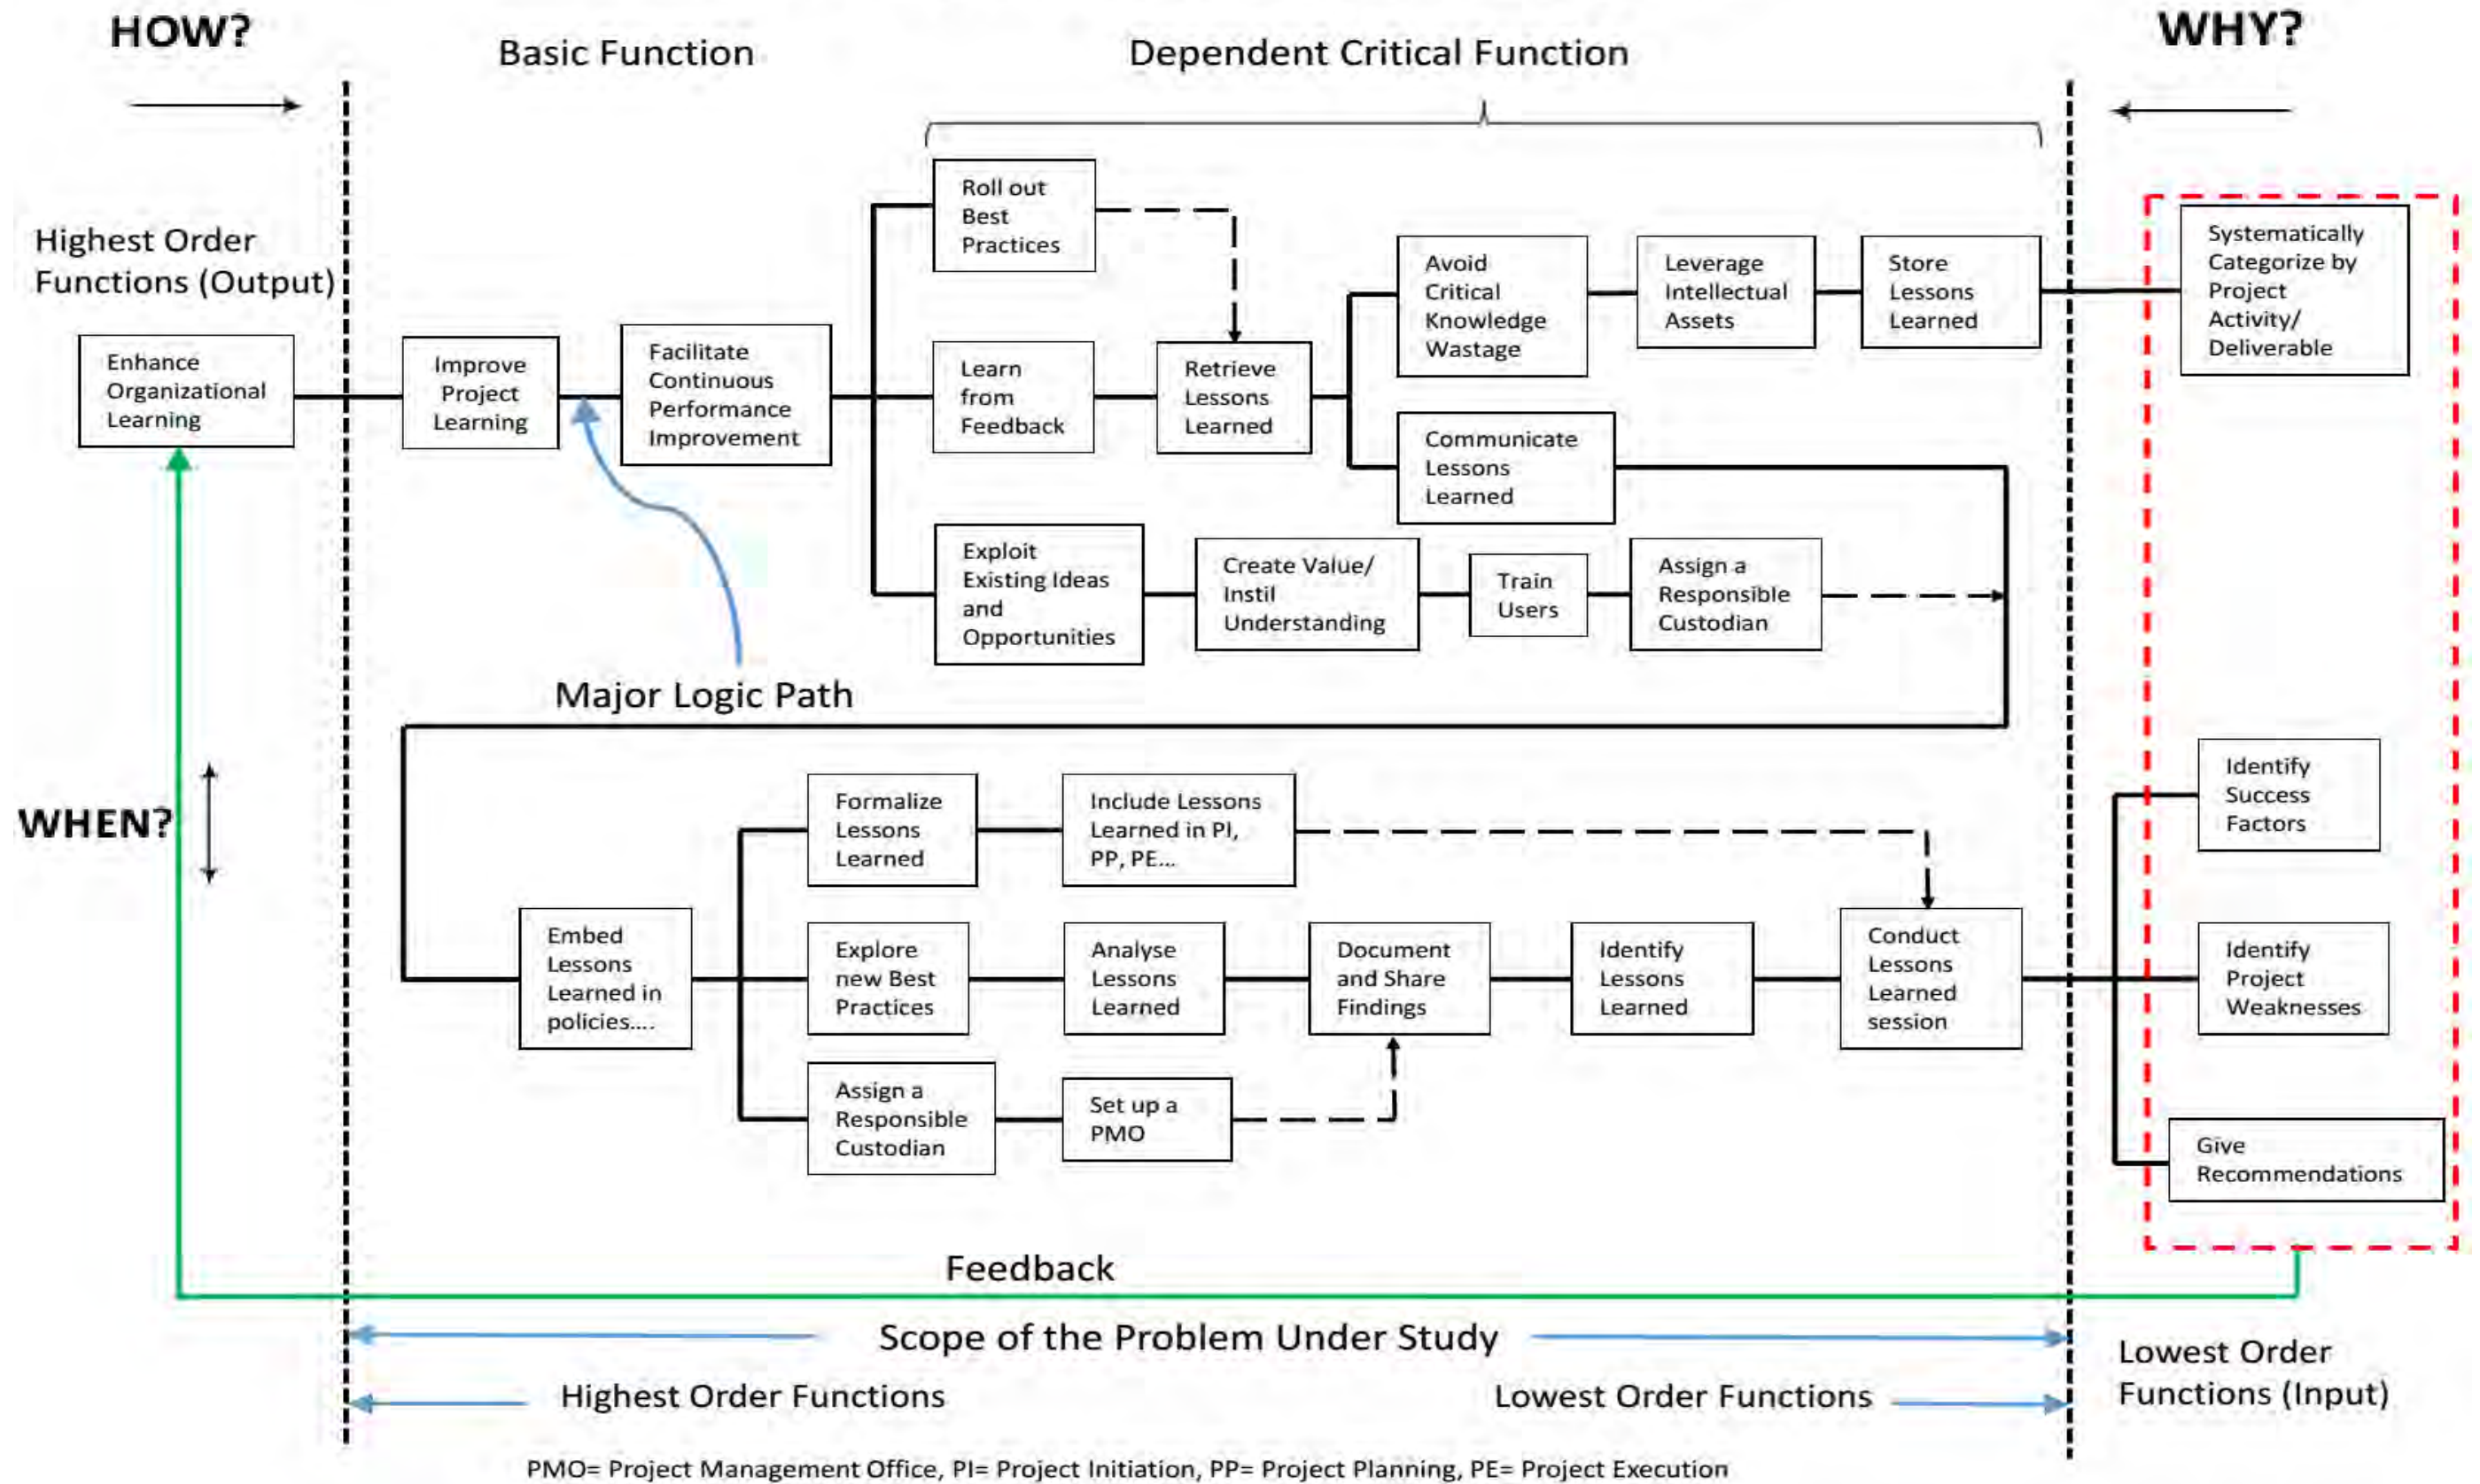 HOW?
WHY?
Basic Function
Dependent Critical Function
Highest Order
Functions (Output)
Enhance
Organizational
Learning
Improve
Project
Learning
Facilitate
Continuous
Performance
Improvement
Roll out
Best
Practices
Learn
from
Feedback
Retrieve
Lessons
Learned
Avoid
Critical
Knowledge
Wastage
Leverage
Intellectual
Assets
Store
Lessons
Learned
Systematically
Categorize by
Project
Activity/
Deliverable
Communicate
Lessons
Learned
Exploit
Existing Ideas
and
Opportunities
Create Value/
Instil
Understanding
Train
Users
Assign a
Responsible
Custodian
Major Logic Path
WHEN?
Formalize
Lessons
Learned
Include Lessons
Learned in PI,
PP, PE...
Embed
Lessons
Learned in
policies....
Explore
new Best
Practices
Analyse
Lessons
Learned
Document
and Share
Findings
Identify
Lessons
Learned
Conduct
Lessons
Learned
session
Assign a
Responsible
Custodian
Set up a
PMO
Identify
Success
Factors
Identify
Project
Weaknesses
Give
Recommendations
Feedback
Scope of the Problem Under Study
Highest Order Functions
Lowest Order Functions
Lowest Order
Functions (Input)
PMO= Project Management Office, PI= Project Initiation, PP= Project Planning, PE= Project Execution